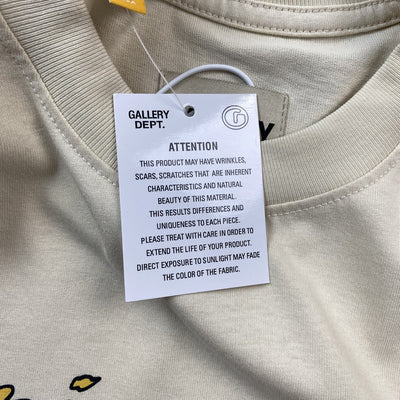 GALLERY
DEPT.
G
ATTENTION
THIS PRODUCT MAY HAVE WRINKLES,
SCARS, SCRATCHES THAT ARE INHERENT
CHARACTERISTICS AND NATURAL
BEAUTY OF THIS MATERIAL.
THIS RESULTS DIFFERENCES AND
UNIQUENESS TO EACH PIECE.
PLEASE TREAT WITH CARE IN ORDER TO
EXTEND THE LIFE OF YOUR PRODUCT.
DIRECT EXPOSURE TO SUNLIGHT MAY FADE
THE COLOR OF THE FABRIC.